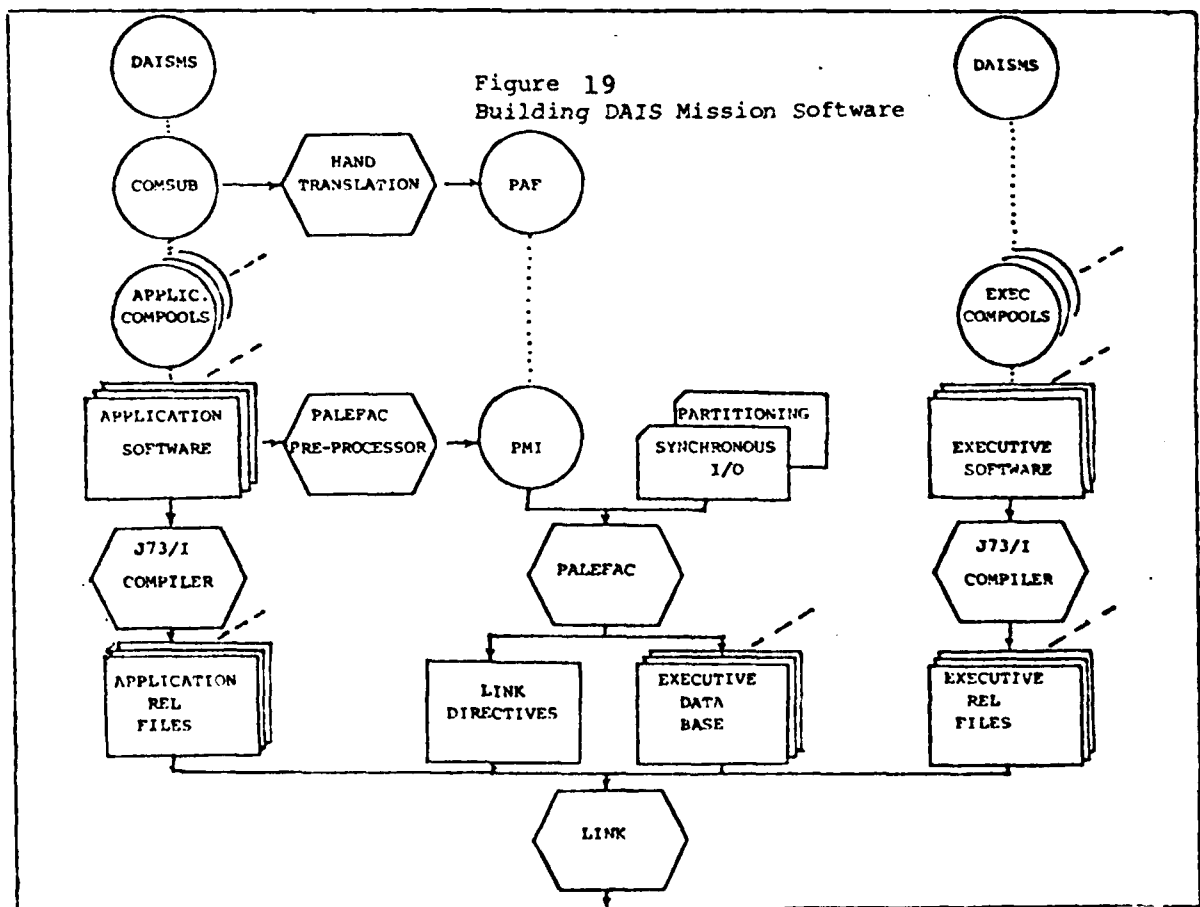 DAISMS
DAISMS
Figure 19
Building DAIS Mission Software
COMSUB
HAND
TRANSLATION
PAF
APPLIC.
COMPOOLS
EXEC
COMPOOLS
APPLICATION
SOFTWARE
PALEFAC
PRE-PROCESSOR
PMI
PARTITIONING
SYNCHRONOUS
I/O
EXECUTIVE
SOFTWARE
J73/I
COMPILER
PALEFAC
J73/I
COMPILER
APPLICATION
REL
FILES
LINK
DIRECTIVES
EXECUTIVE
DATA
BASE
EXECUTIVE
REL
FILES
LINK